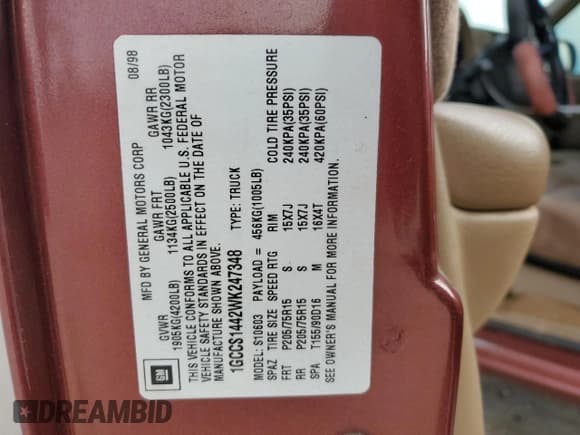 MFD BY GENERAL MOTORS CORP 08/98
GVWR GAWR FRT GAWR RR
1905KG(4200LB) 1134KG(2500LB) 1043KG(2300LB)
THIS VEHICLE CONFORMS TO ALL APPLICABLE U.S. FEDERAL MOTOR
VEHICLE SAFETY STANDARDS IN EFFECT ON THE DATE OF
MANUFACTURE SHOWN ABOVE.
1GCCS1442WK247348 TYPE: TRUCK
MODEL: S10603 PAYLOAD = 456KG(1005LB)
SPAZ TIRE SIZE SPEED RTG RIM COLD TIRE PRESSURE
FRT P205/75R15 S 15X7J 240KPA(35PSI)
RR P205/75R15 S 15X7J 240KPA(35PSI)
SPA T155/90D16 M 16X4T 420KPA(60PSI)
SEE OWNER'S MANUAL FOR MORE INFORMATION.
GM
DREAMBID